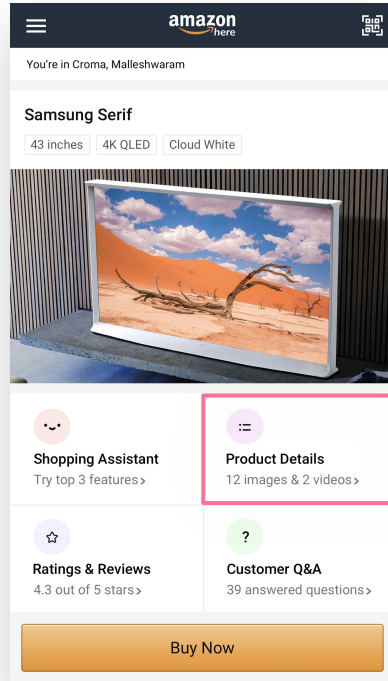 amazon
here
You're in Croma, Malleshwaram
Samsung Serif
43 inches 4K QLED Cloud White
Shopping Assistant
Try top 3 features >
Product Details
12 images & 2 videos >
Ratings & Reviews
4.3 out of 5 stars >
?
Customer Q&A
39 answered questions >
Buy Now